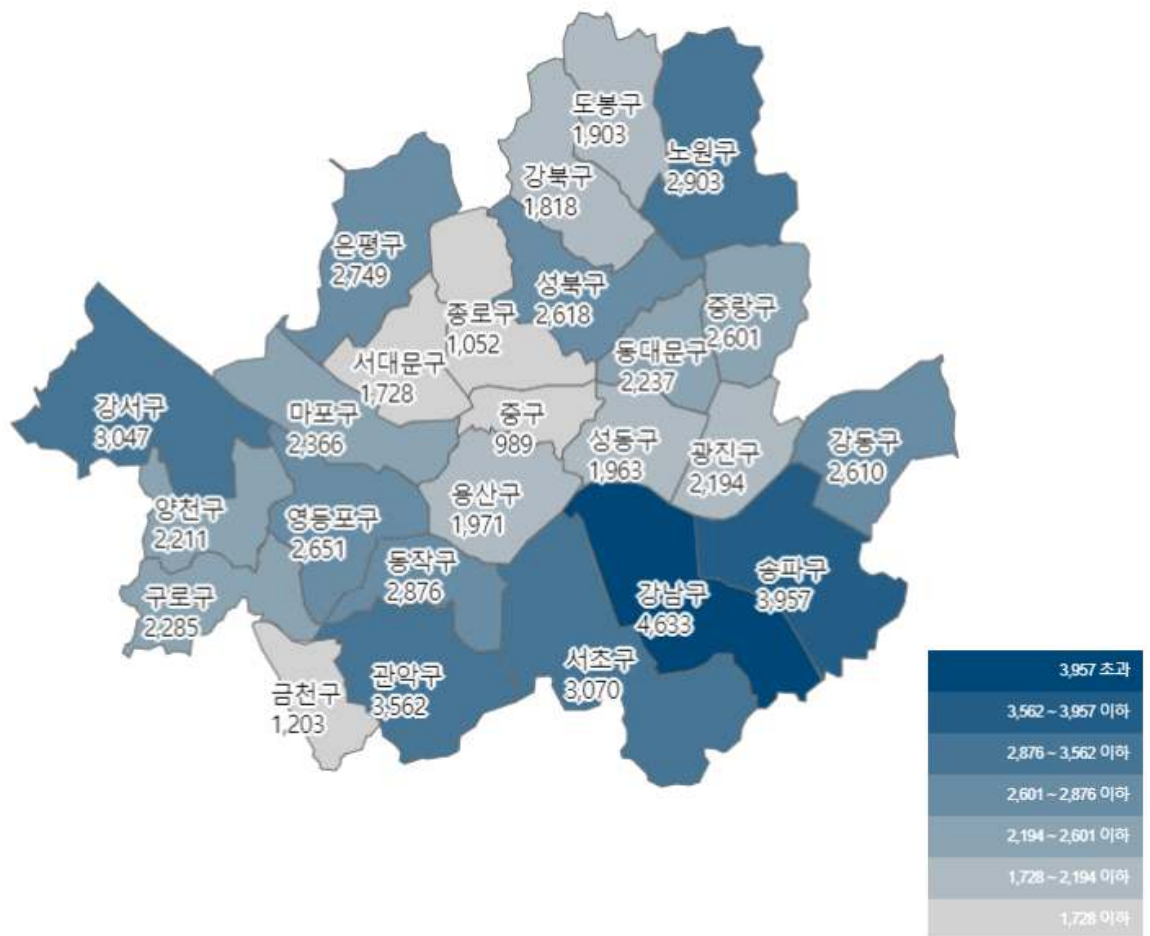 도봉구
1,903
노원구
2,903
강북구
1,818
은평구
2,749
성북구
2,618
중랑구
2,601
종로구
1,052
동대문구
2,237
서대문구
1,728
강서구
3,047
마포구
2,366
중구
989
성동구
1,963
광진구
2,194
강동구
2,610
용산구
1,971
양천구
2,211
영등포구
2,651
동작구
2,876
송파구
3,957
강남구
4,633
구로구
2,285
서초구
3,070
관악구
3,562
금천구
1,203
3,957 초과
3,562 ~ 3,957 이하
2,876 ~ 3,562 이하
2,601 ~ 2,876 이하
2,194 ~ 2,601 이하
1,728 ~ 2,194 이하
1,728 이하